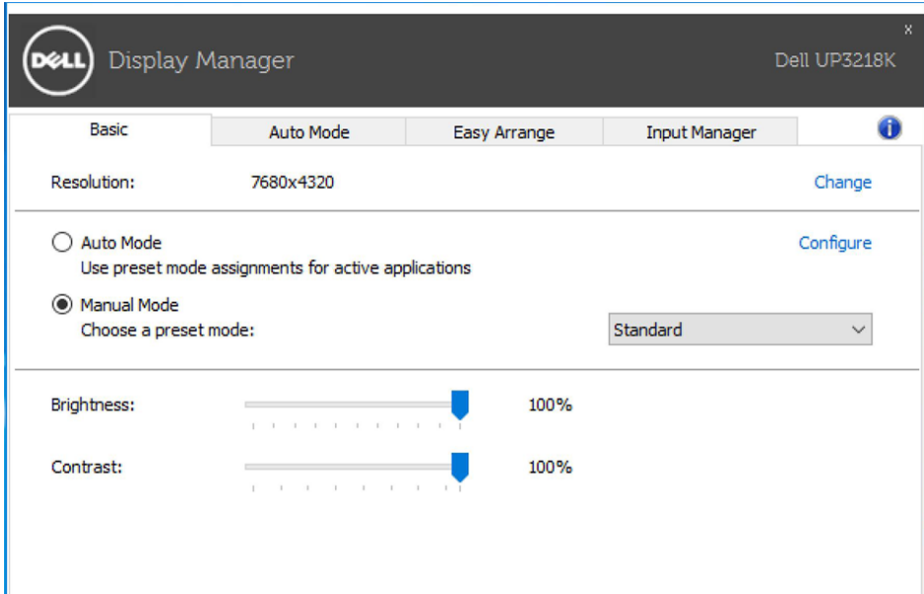 DELL Display Manager
x
Dell UP3218K
Basic Auto Mode Easy Arrange Input Manager i
Resolution: 7680x4320 Change
Auto Mode Configure
Use preset mode assignments for active applications
Manual Mode
Choose a preset mode: Standard
Brightness: 100%
Contrast: 100%